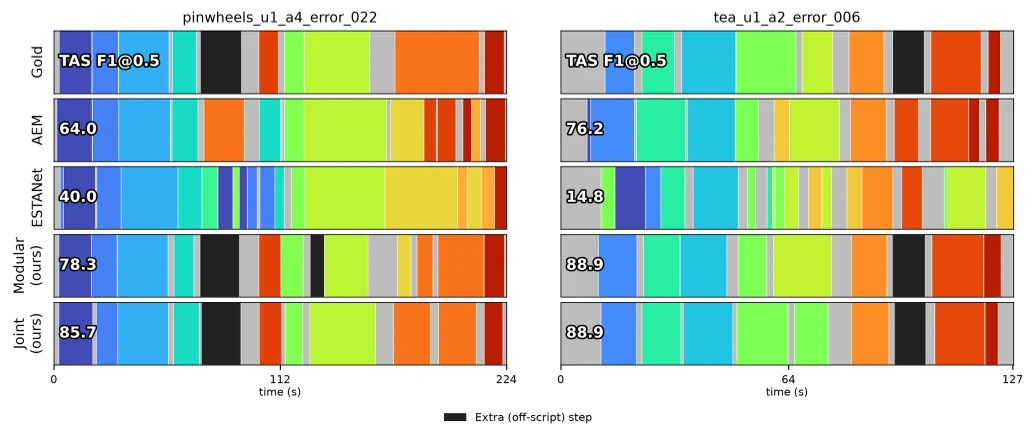 pinwheels_u1_a4_error_022
tea_u1_a2_error_006
Gold
TAS F1@0.5
TAS F1@0.5
AEM
64.0
76.2
ESTANet
40.0
14.8
Modular
(ours)
78.3
88.9
Joint
(ours)
85.7
88.9
0
112
224
0
64
127
time (s)
time (s)
Extra (off-script) step